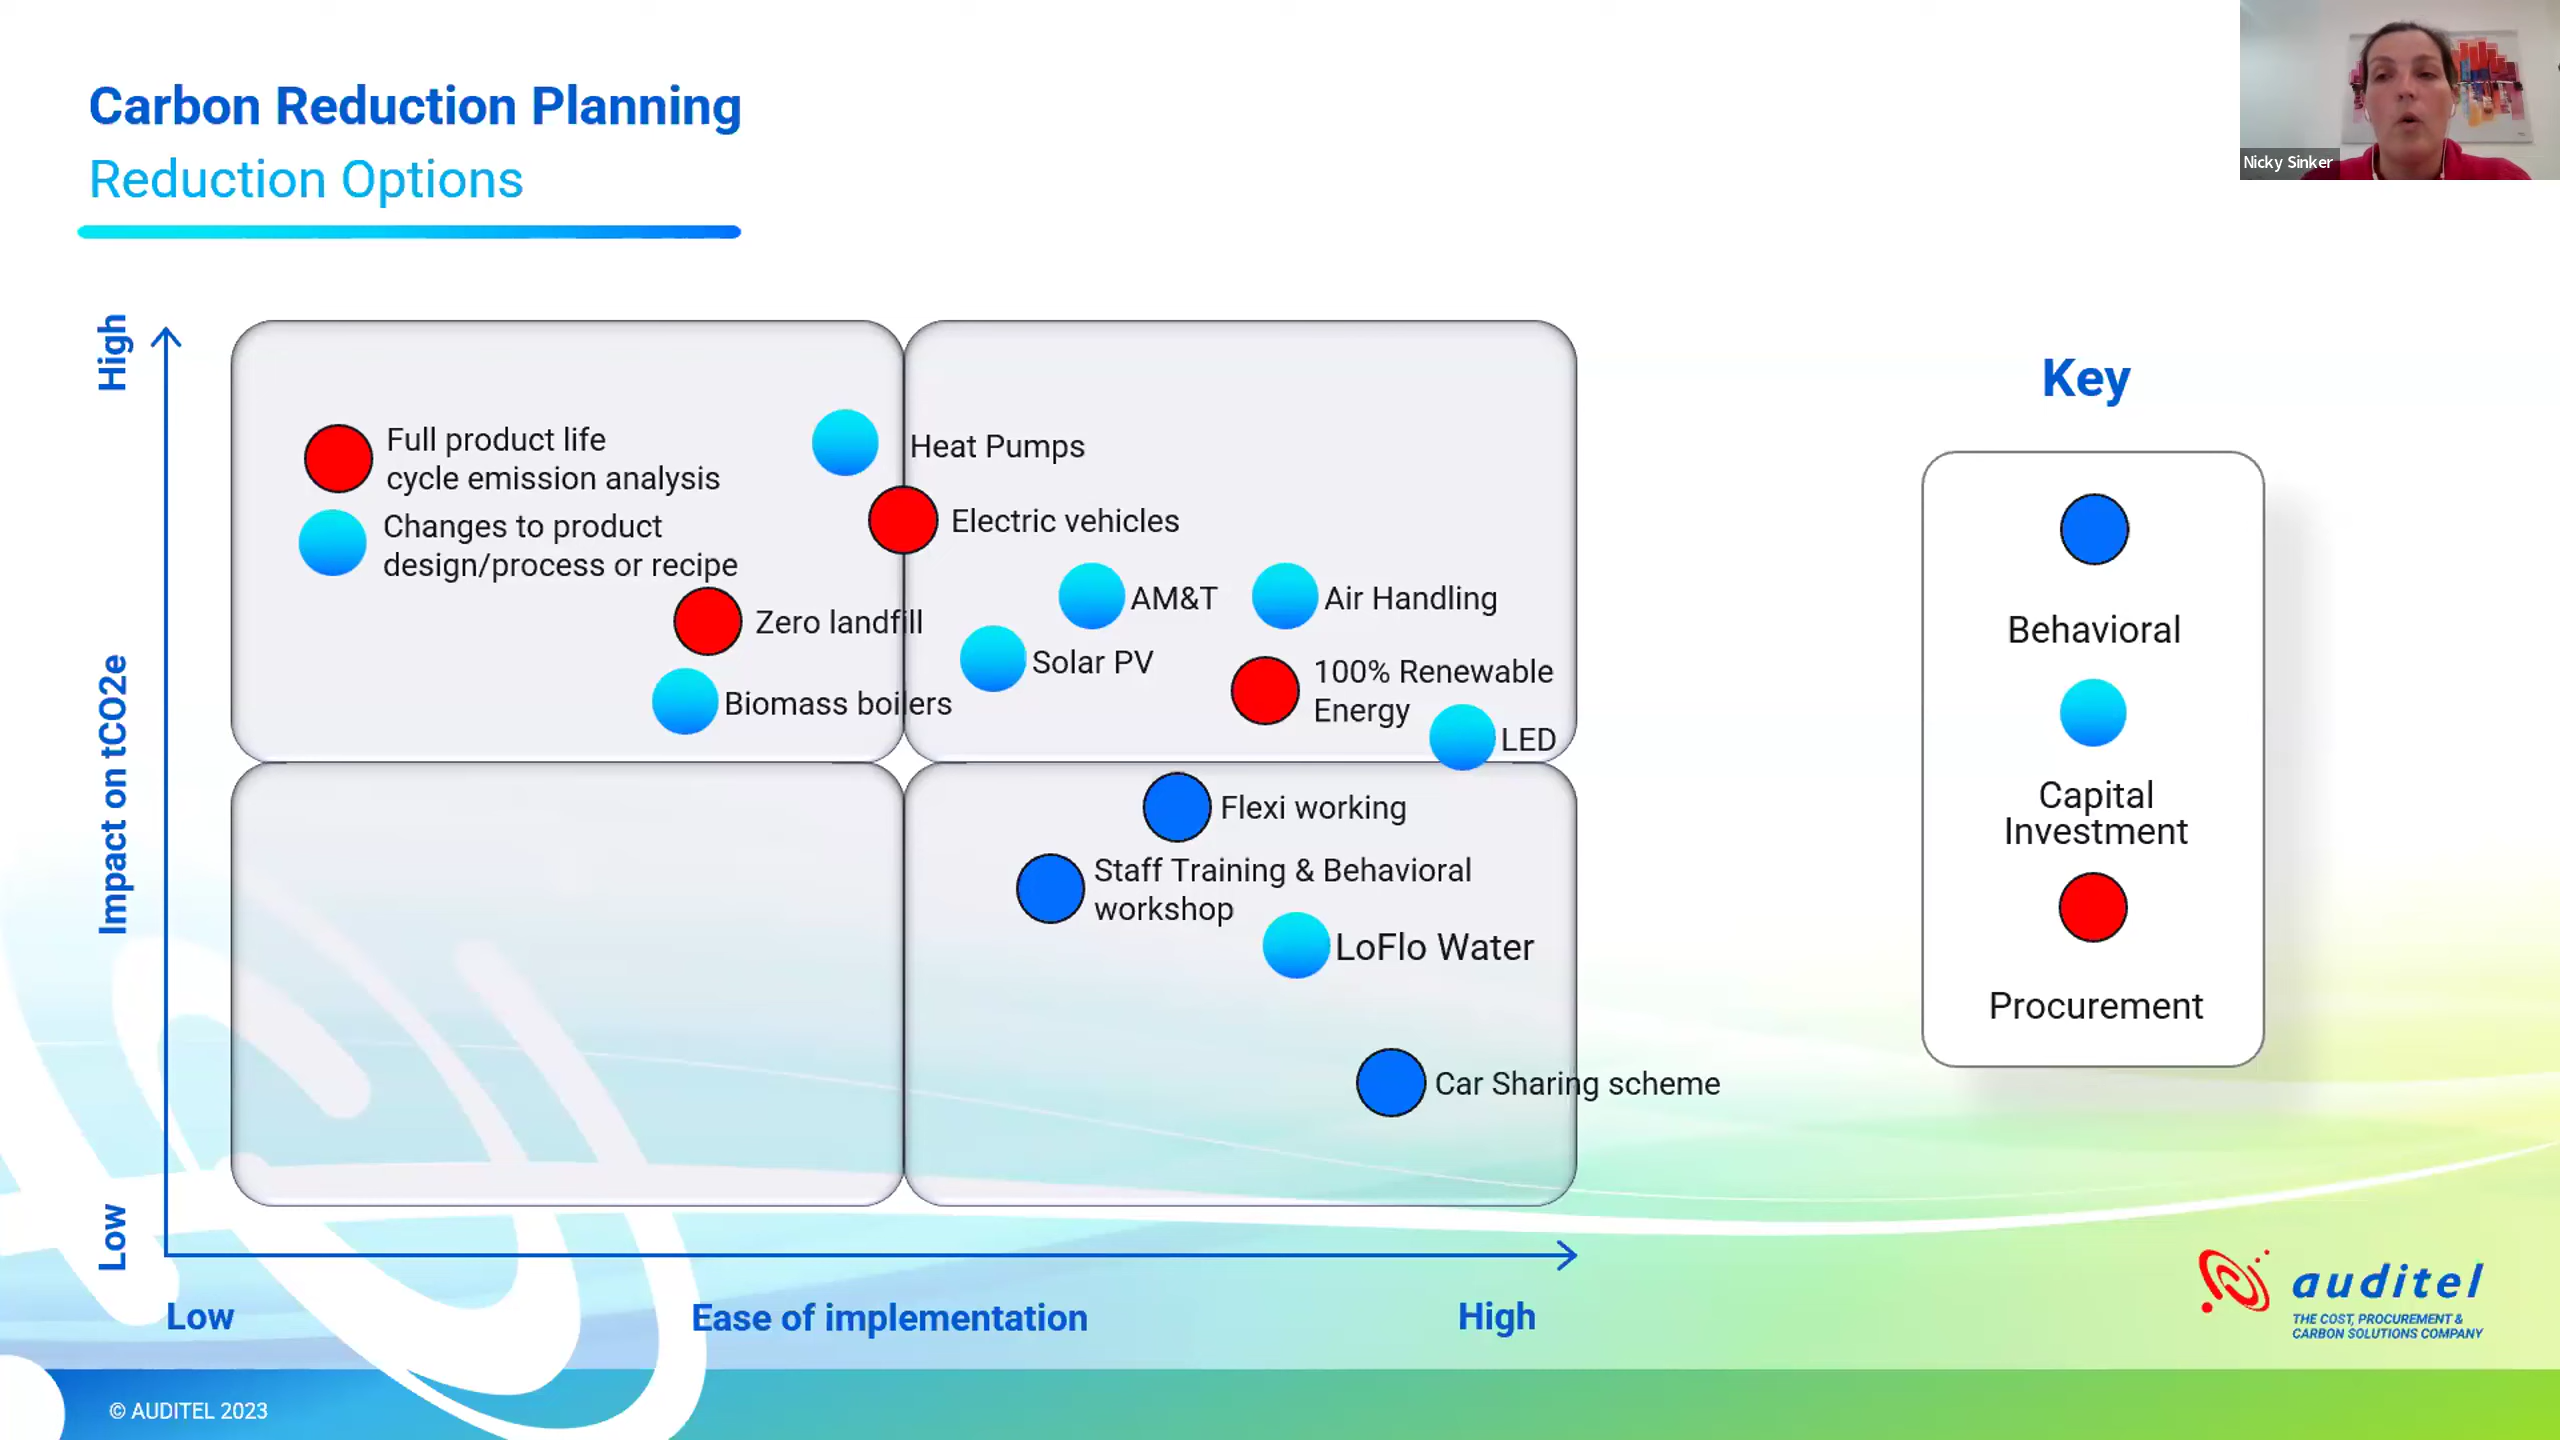 Carbon Reduction Planning
Reduction Options
Nicky Sinker
High
Impact on tCO2e
Low
Full product life
cycle emission analysis
Changes to product
design/process or recipe
Heat Pumps
Electric vehicles
Zero landfill
Biomass boilers
AM&T
Air Handling
Solar PV
100% Renewable
Energy
LED
Flexi working
Staff Training & Behavioral
workshop
LoFlo Water
Car Sharing scheme
Low
Ease of implementation
High
Key
Behavioral
Capital
Investment
Procurement
auditel
THE COST, PROCUREMENT &
CARBON SOLUTIONS COMPANY
© AUDITEL 2023